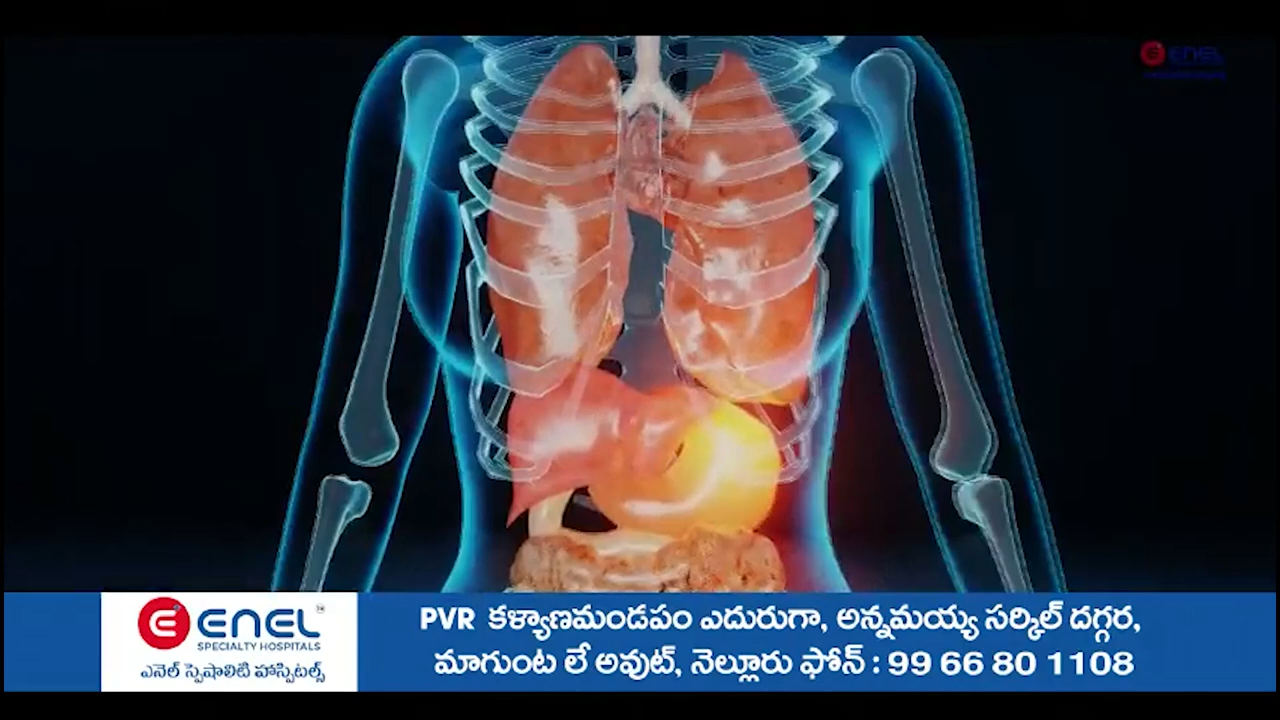 ENEL
ENEL
SPECIALTY HOSPITALS
ఎనెల్ స్పెషాలిటి హాస్పిటల్స్
PVR కళ్యాణమండపం ఎదురుగా, అన్నమయ్య సర్కిల్ దగ్గర,
మాగుంట లే అవుట్, నెల్లూరు ఫోన్ : 99 66 80 1108